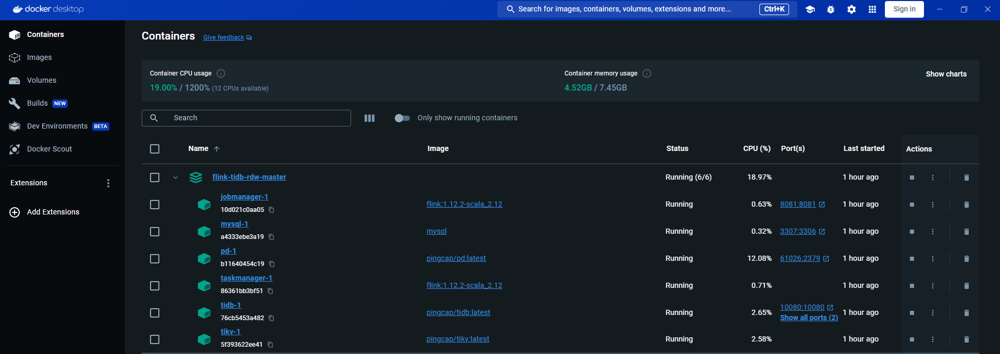 docker desktop
Search for images, containers, volumes, extensions and more...
Ctrl+K
Sign in
Containers
Images
Volumes
Builds NEW
Dev Environments BETA
Docker Scout
Extensions
Add Extensions
Containers Give feedback
Container CPU usage
19.00% / 1200% (12 CPUs available)
Container memory usage
4.52GB / 7.45GB
Show charts
Search
Only show running containers
Name Image Status CPU (%) Port(s) Last started Actions
flink-tidb-rdw-master Running (6/6) 18.97% 1 hour ago
jobmanager-1
10d021c0aa05
flink:1.12.2-scala_2.12 Running 0.63% 8081:8081 1 hour ago
mysql-1
a4333ebe3a19
mysql Running 0.32% 3307:3306 1 hour ago
pd-1
b11640454c19
pingcap/pd:latest Running 12.08% 61026:2379 1 hour ago
taskmanager-1
86361bb3bf51
flink:1.12.2-scala_2.12 Running 0.71% 1 hour ago
tidb-1
76cb5453a482
pingcap/tidb:latest Running 2.65% 10080:10080 1 hour ago
Show all ports (2)
tikv-1
5f393622ee41
pingcap/tikv:latest Running 2.58% 1 hour ago